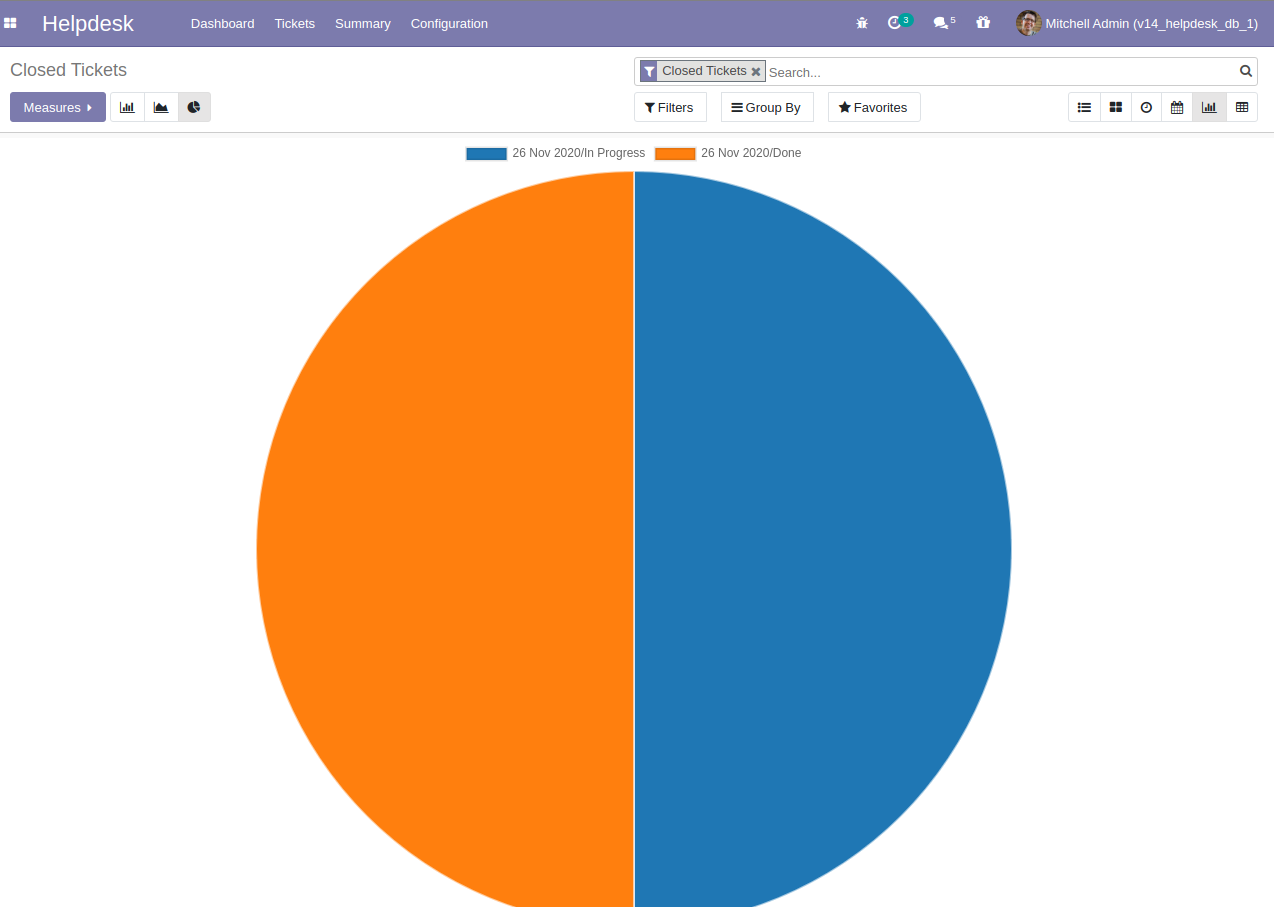 Helpdesk Dashboard Tickets Summary Configuration 3 5 Mitchell Admin (v14_helpdesk_db_1)
Closed Tickets Closed Tickets Search...
Measures Filters Group By Favorites
26 Nov 2020/In Progress 26 Nov 2020/Done